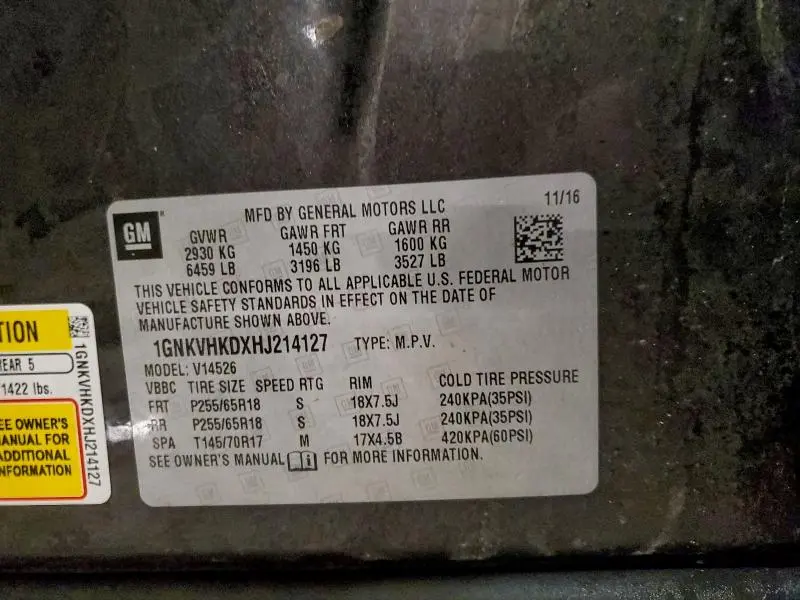 MFD BY GENERAL MOTORS LLC 11/16
GM
GVWR GAWR FRT GAWR RR
2930 KG 1450 KG 1600 KG
6459 LB 3196 LB 3527 LB
THIS VEHICLE CONFORMS TO ALL APPLICABLE U.S. FEDERAL MOTOR
VEHICLE SAFETY STANDARDS IN EFFECT ON THE DATE OF
MANUFACTURE SHOWN ABOVE.
1GNKVHKDXHJ214127 TYPE: M.P.V.
MODEL: V14526
VBBC TIRE SIZE SPEED RTG RIM COLD TIRE PRESSURE
FRT P255/65R18 S 18X7.5J 240KPA(35PSI)
RR P255/65R18 S 18X7.5J 240KPA(35PSI)
SPA T145/70R17 M 17X4.5B 420KPA(60PSI)
SEE OWNER'S MANUAL FOR MORE INFORMATION.
TION
YEAR 5
1422 lbs.
EE OWNER'S
ANUAL FOR
ADDITIONAL
NFORMATION
1GNKVHKDXHJ214127